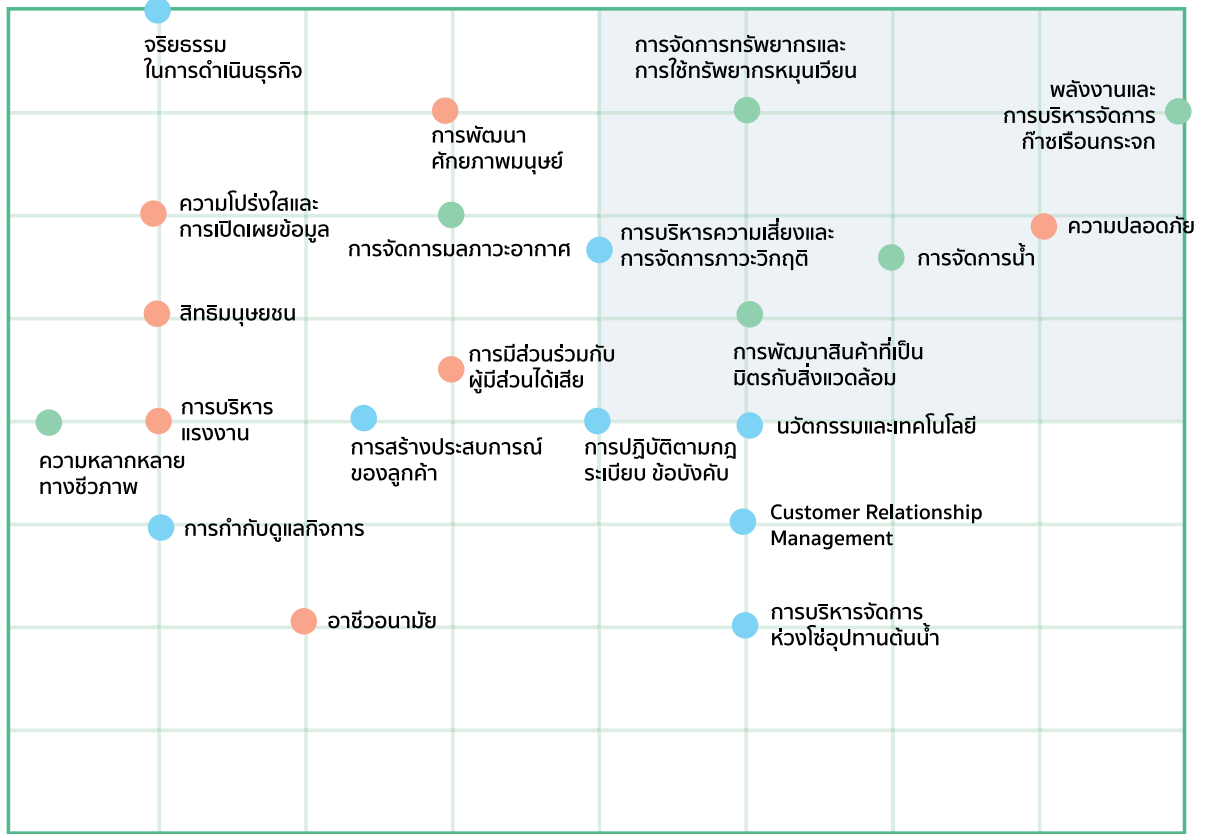 จริยธรรม
ในการดำเนินธุรกิจ
การจัดการทรัพยากรและ
การใช้ทรัพยากรหมุนเวียน
พลังงานและ
การบริหารจัดการ
ก๊าซเรือนกระจก
การพัฒนา
ศักยภาพมนุษย์
ความโปร่งใสและ
การเปิดเผยข้อมูล
การจัดการมลภาวะอากาศ
การบริหารความเสี่ยงและ
การจัดการภาวะวิกฤติ
การจัดการน้ำ
ความปลอดภัย
สิทธิมนุษยชน
การมีส่วนร่วมกับ
ผู้มีส่วนได้เสีย
การพัฒนาสินค้าที่เป็น
มิตรกับสิ่งแวดล้อม
การบริหาร
แรงงาน
ความหลากหลาย
ทางชีวภาพ
การสร้างประสบการณ์
ของลูกค้า
การปฏิบัติตามกฎ
ระเบียบ ข้อบังคับ
นวัตกรรมและเทคโนโลยี
การกำกับดูแลกิจการ
Customer Relationship
Management
อาชีวอนามัย
การบริหารจัดการ
ห่วงโซ่อุปทานต้นน้ำ